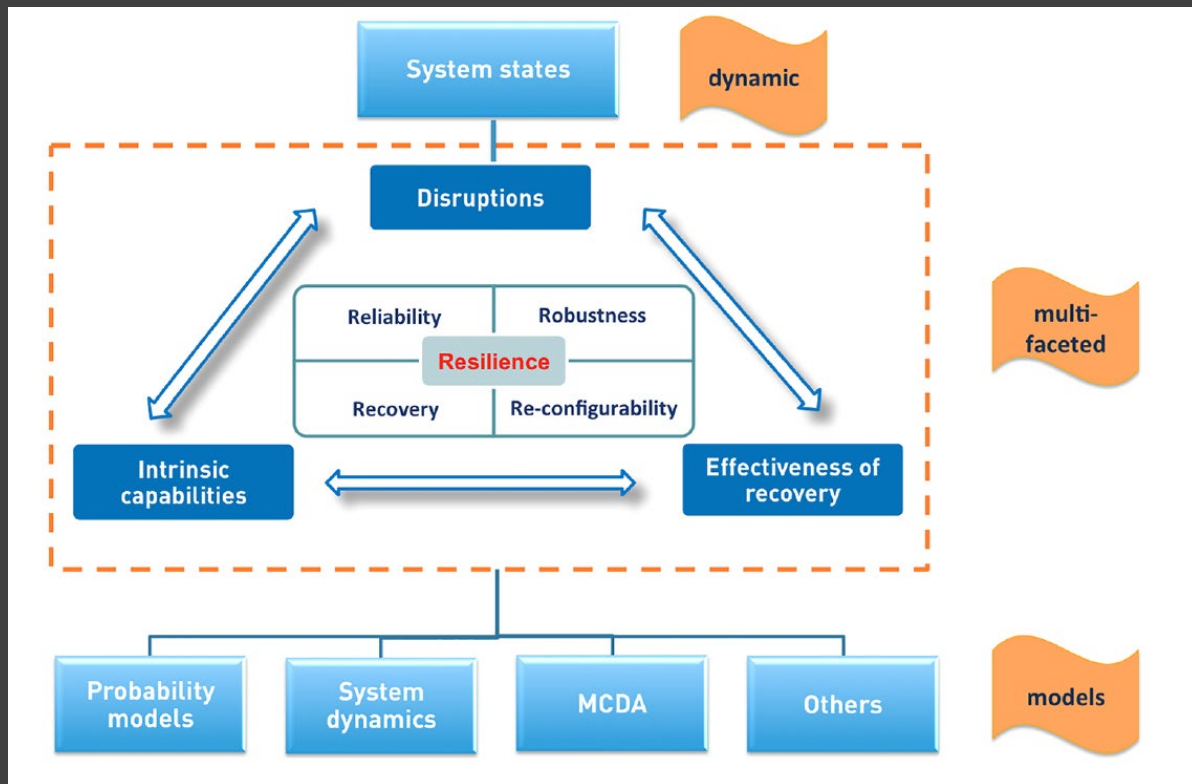 System states
dynamic
Disruptions
Reliability
Robustness
Resilience
Recovery
Re-configurability
multi-
faceted
Intrinsic
capabilities
Effectiveness of
recovery
Probability
models
System
dynamics
MCDA
Others
models